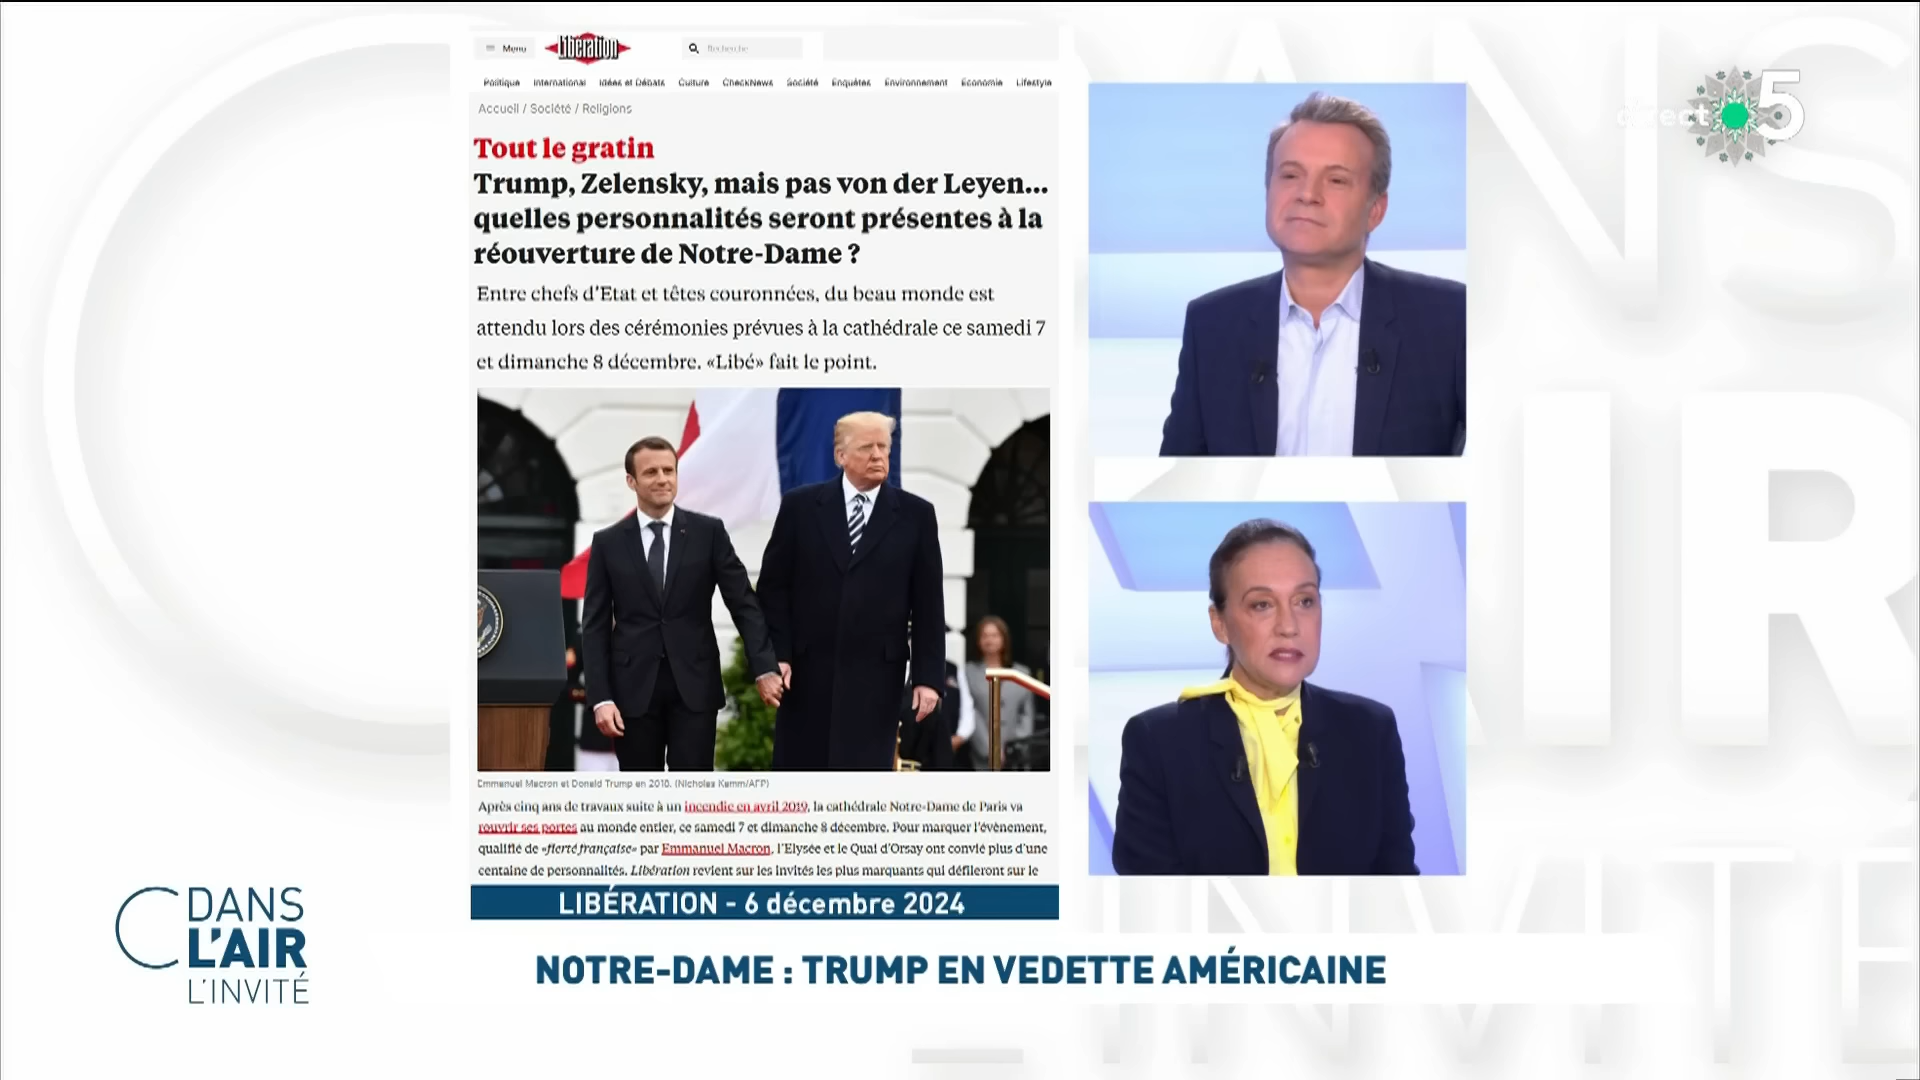 Menu
Libération
Recherche
Politique International Idées et Débats Culture CheckNews Société Enquêtes Environnement Economie Lifestyle
Accueil / Société / Religions
Tout le gratin
Trump, Zelensky, mais pas von der Leyen...
quelles personnalités seront présentes à la
réouverture de Notre-Dame ?
Entre chefs d'Etat et têtes couronnées, du beau monde est
attendu lors des cérémonies prévues à la cathédrale ce samedi 7
et dimanche 8 décembre. «Libé» fait le point.
Emmanuel Macron et Donald Trump en 2018. (Nicholas Kamm/AFP)
Après cinq ans de travaux suite à un incendie en avril 2019, la cathédrale Notre-Dame de Paris va
rouvrir ses portes au monde entier, ce samedi 7 et dimanche 8 décembre. Pour marquer l'évènement,
qualifié de «fierté française» par Emmanuel Macron, l'Elysée et le Quai d'Orsay ont convié plus d'une
centaine de personnalités. Libération revient sur les invités les plus marquants qui défileront sur le
LIBÉRATION - 6 décembre 2024
direct 5
C DANS
L'AIR
L'INVITÉ
NOTRE-DAME : TRUMP EN VEDETTE AMÉRICAINE
DANS
L'AIR
L'INVITÉ